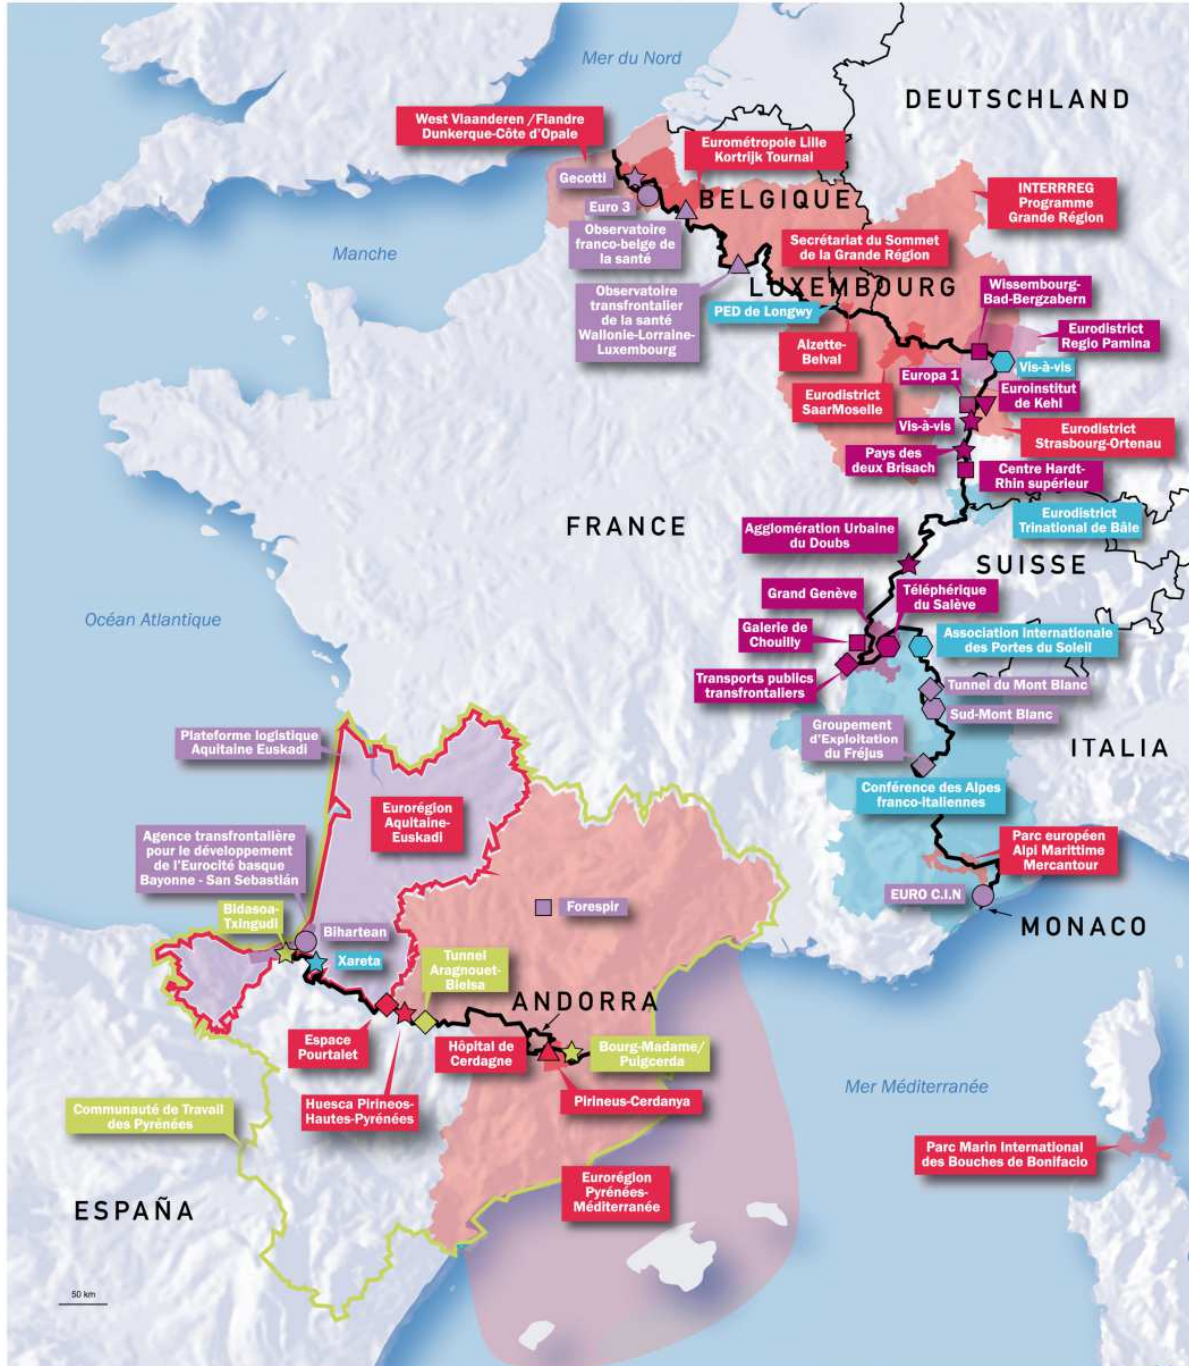 Mer du Nord
DEUTSCHLAND
West Vlaanderen /Flandre
Dunkerque-Côte d'Opale
Eurométropole Lille
Kortrijk Tournai
Gecotti
INTERRREG
Programme
Grande Région
Euro 3
BELGIQUE
Observatoire
franco-belge de
la santé
Manche
Secrétariat du Sommet
de la Grande Région
LUXEMBOURG
Wissembourg-
Bad-Bergzabern
Observatoire
transfrontalier
de la santé
Wallonie-Lorraine-
Luxembourg
PED de Longwy
Eurodistrict
Regio Pamina
Alzette-
Belval
Vis-à-vis
Europa 1
Euroinstitut
de Kehl
Eurodistrict
SaarMoselle
Vis-à-vis
Eurodistrict
Strasbourg-Ortenau
Pays des
deux Brisach
Centre Hardt-
Rhin supérieur
FRANCE
Eurodistrict
Trinational de Bâle
Agglomération Urbaine
du Doubs
SUISSE
Grand Genève
Téléphérique
du Salève
Océan Atlantique
Galerie de
Chouilly
Association Internationale
des Portes du Soleil
Transports publics
transfrontaliers
Tunnel du Mont Blanc
Sud-Mont Blanc
Plateforme logistique
Aquitaine Euskadi
Groupement
d'Exploitation
du Fréjus
ITALIA
Conférence des Alpes
franco-italiennes
Eurorégion
Aquitaine-
Euskadi
Agence transfrontalière
pour le développement
de l'Eurocité basque
Bayonne - San Sebastián
Parc européen
Alpi Marittime
Mercantour
EURO C.I.N
Bidasoa-
Txingudi
Forespir
MONACO
Bihartean
Xareta
Tunnel
Aragnouet-
Bielsa
ANDORRA
Espace
Pourtalet
Hôpital de
Cerdagne
Bourg-Madame/
Puigcerda
Mer Méditerranée
Huesca Pirineos-
Hautes-Pyrénées
Pirineus-Cerdanya
Communauté de Travail
des Pyrénées
Parc Marin International
des Bouches de Bonifacio
Eurorégion
Pyrénées-
Méditerranée
ESPAÑA
50 km